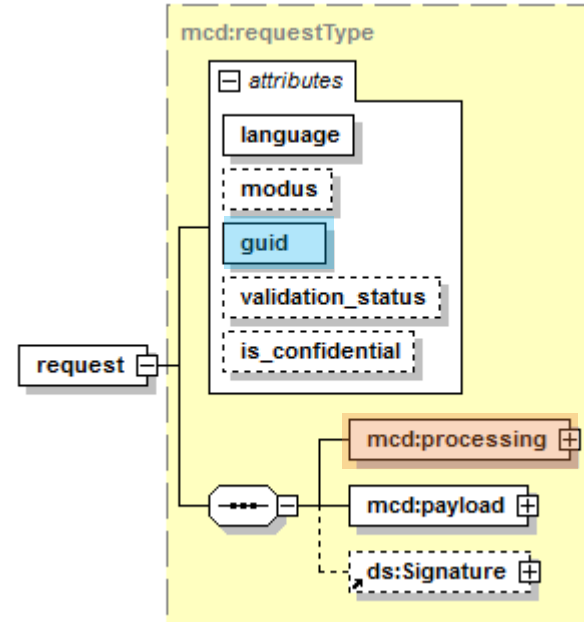 mcd:requestType
attributes
language
modus
guid
validation_status
is_confidential
request
mcd:processing
mcd:payload
ds:Signature